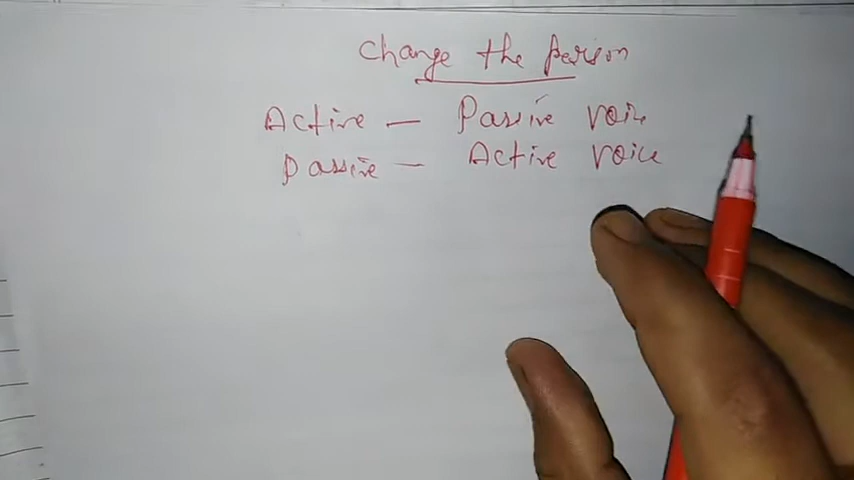 Change the person
Active — Passive voice
Passive — Active voice